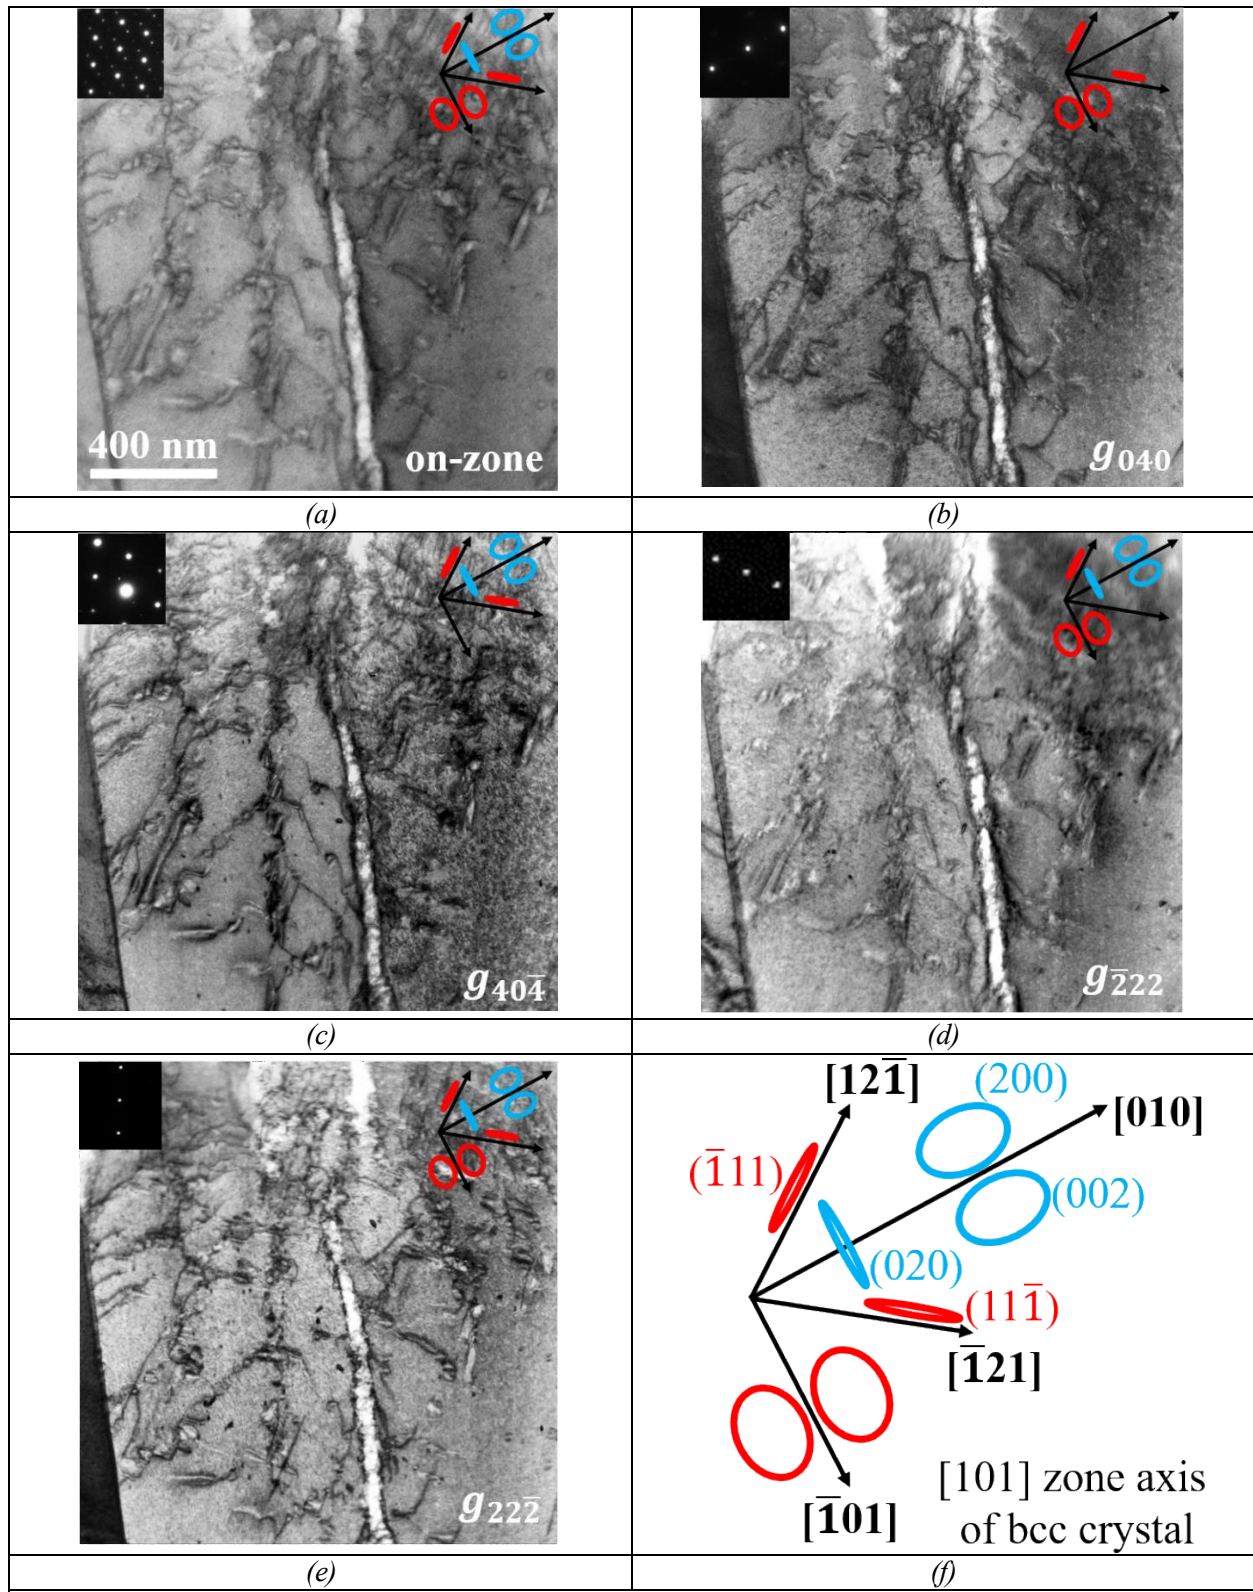 400 nm
on-zone
(a)
g₀₄₀
(b)
g₄₀₄̅
(c)
g₂̅₂₂
(d)
g₂₂₂̅
(e)
[121̅]
(200)
[010]
(1̅11)
(002)
(020)
(111̅)
[1̅21]
[1̅01]
[101] zone axis
of bcc crystal
(f)